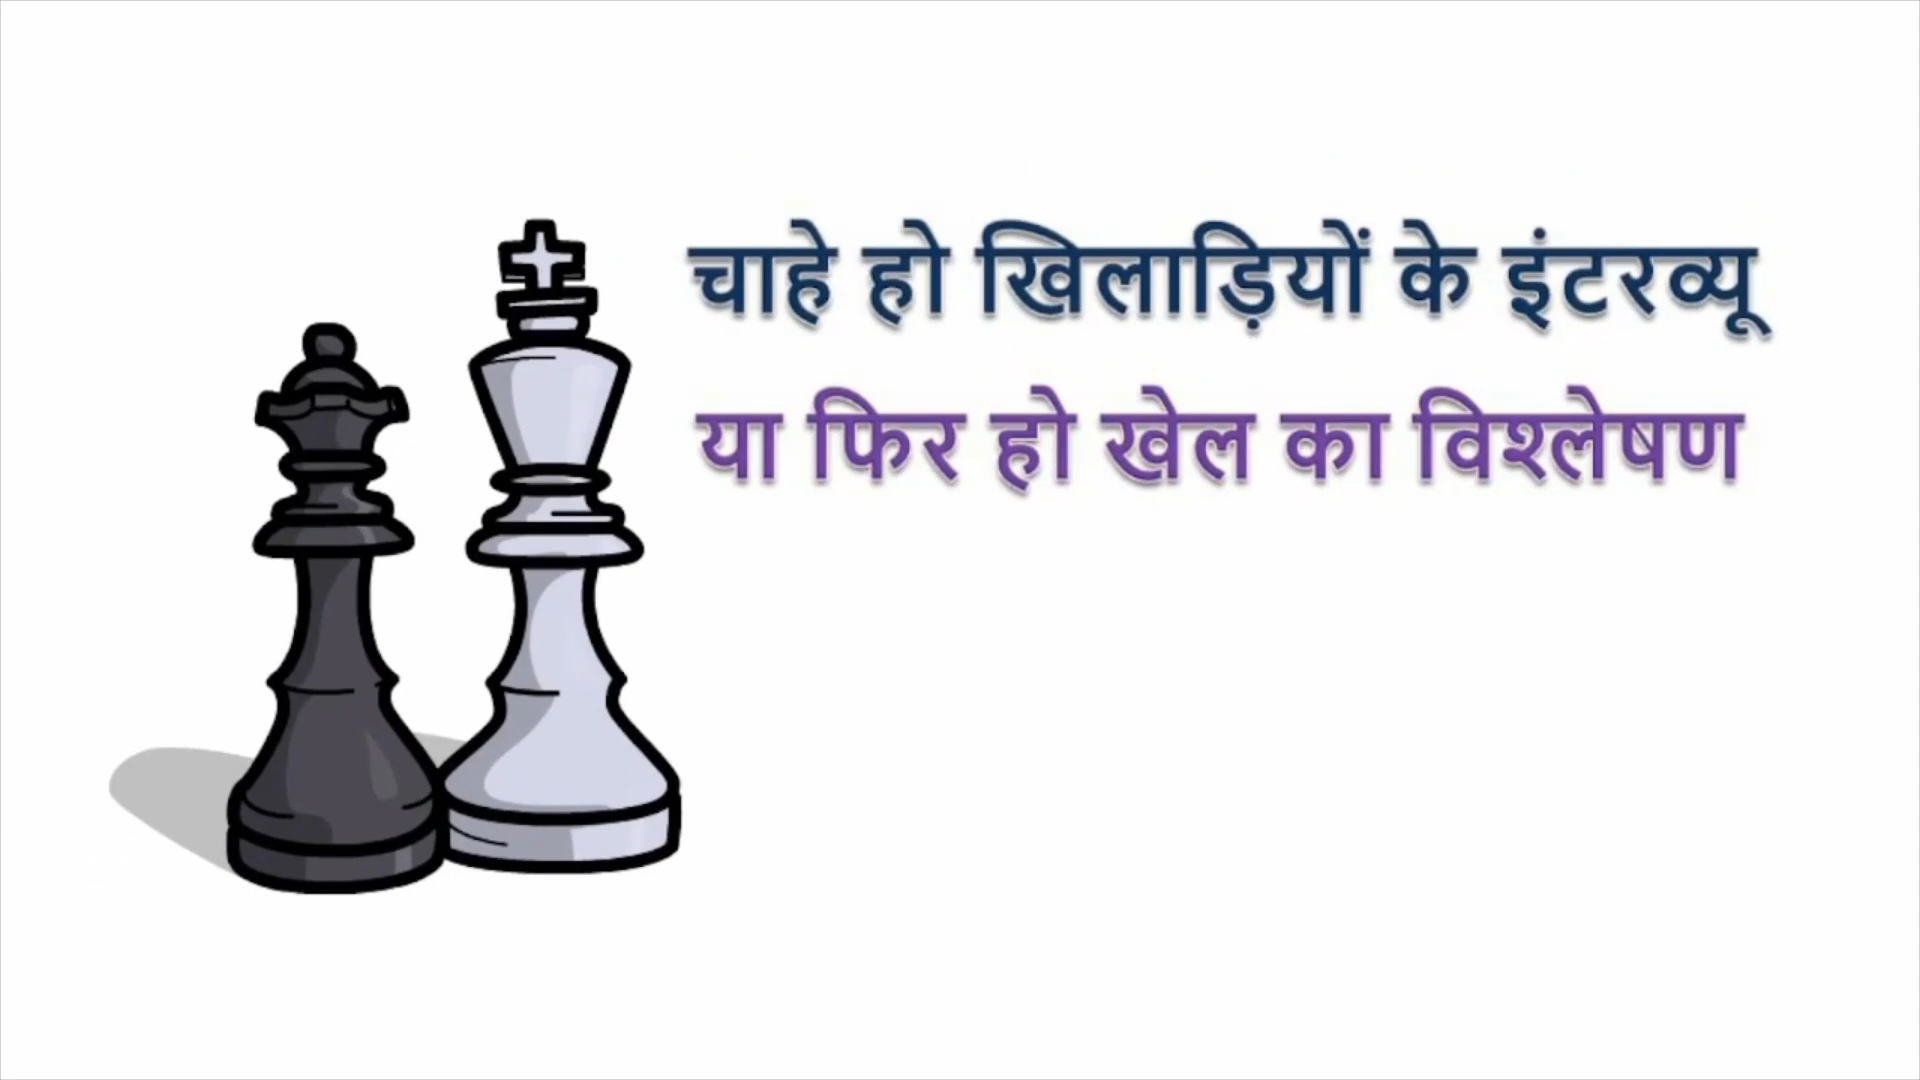 चाहे हो खिलाड़ियों के इंटरव्यू
या फिर हो खेल का विश्लेषण